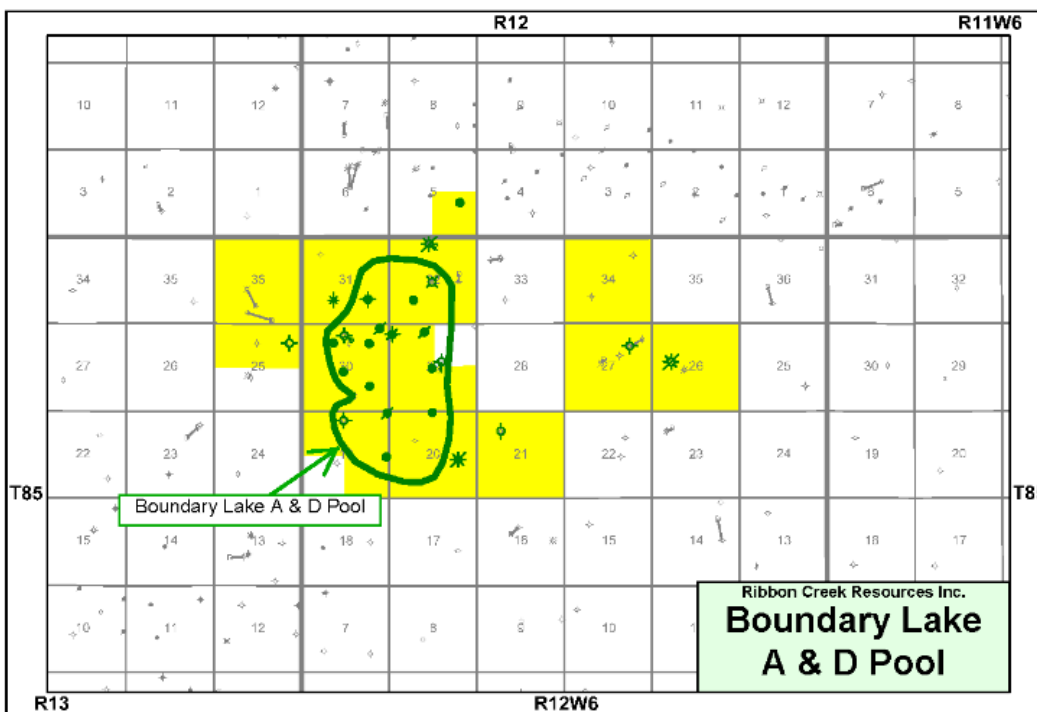 R12 R11W6
10 11 12 7 8 9 10 11 12 7 8
3 2 1 6 5 4 3 2 1 6 5
34 35 36 31 33 34 35 36 31 32
27 25 30 29 28 27 26 25 30 29
22 23 24 20 21 22 23 24 19 20
T85 T8
Boundary Lake A & D Pool
15 14 13 18 17 16 15 14 13 18 17
10 11 12 7 8 9 10
Ribbon Creek Resources Inc.
Boundary Lake
A & D Pool
R13 R12W6